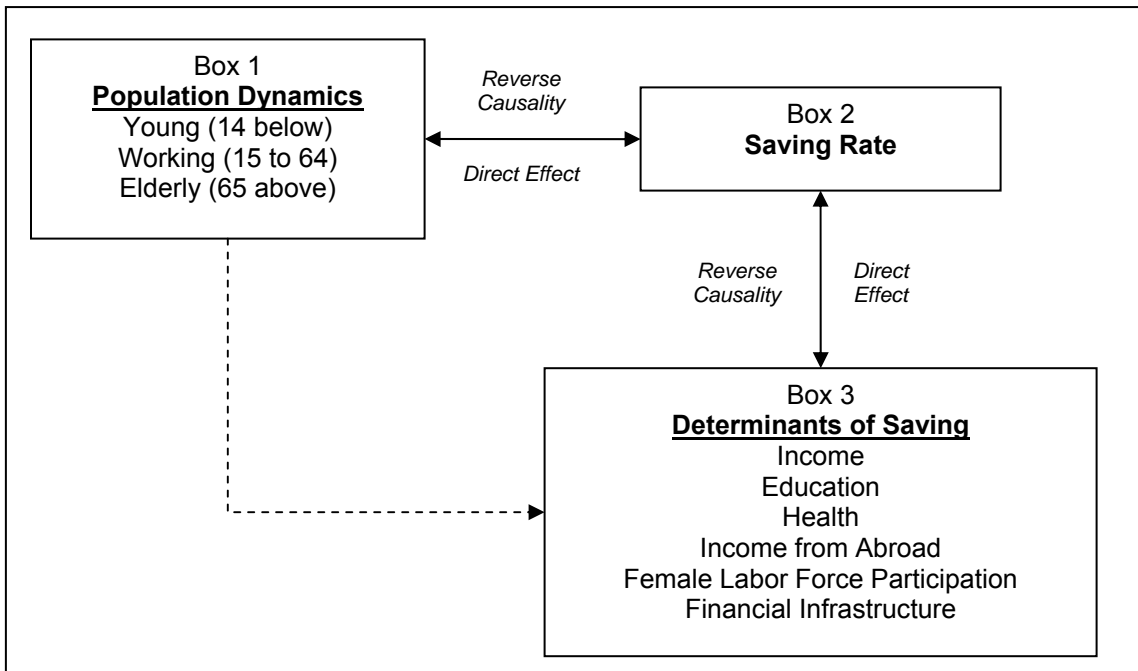 Box 1
Population Dynamics
Young (14 below)
Working (15 to 64)
Elderly (65 above)
Reverse
Causality
Direct Effect
Box 2
Saving Rate
Reverse
Causality
Direct
Effect
Box 3
Determinants of Saving
Income
Education
Health
Income from Abroad
Female Labor Force Participation
Financial Infrastructure